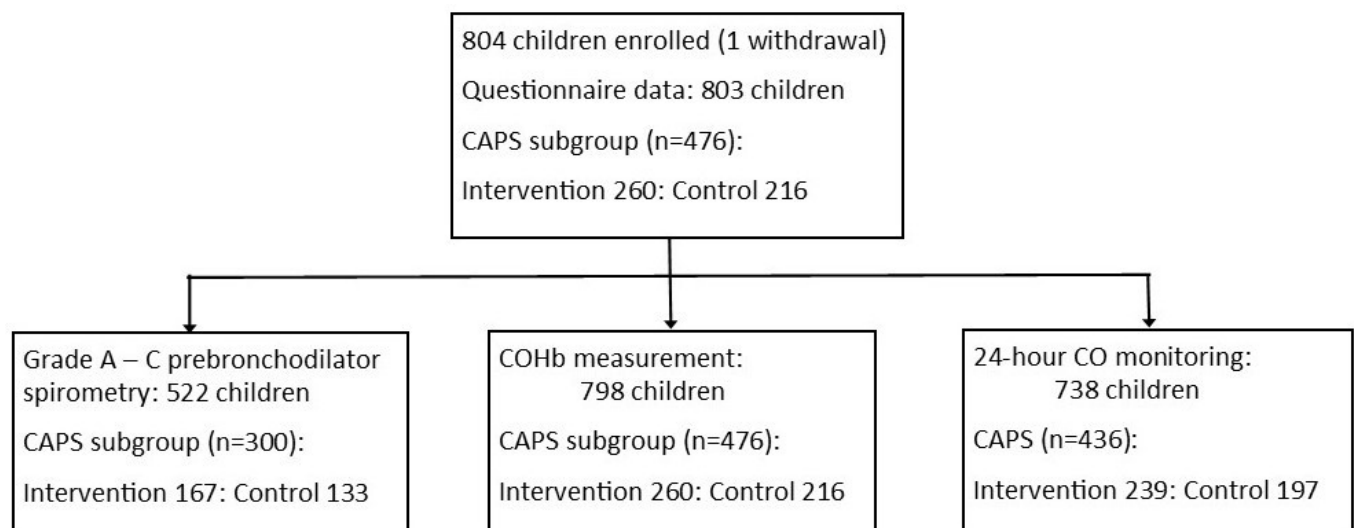 804 children enrolled (1 withdrawal)
Questionnaire data: 803 children
CAPS subgroup (n=476):
Intervention 260: Control 216
Grade A – C prebronchodilator
spirometry: 522 children
CAPS subgroup (n=300):
Intervention 167: Control 133
COHb measurement:
798 children
CAPS subgroup (n=476):
Intervention 260: Control 216
24-hour CO monitoring:
738 children
CAPS (n=436):
Intervention 239: Control 197